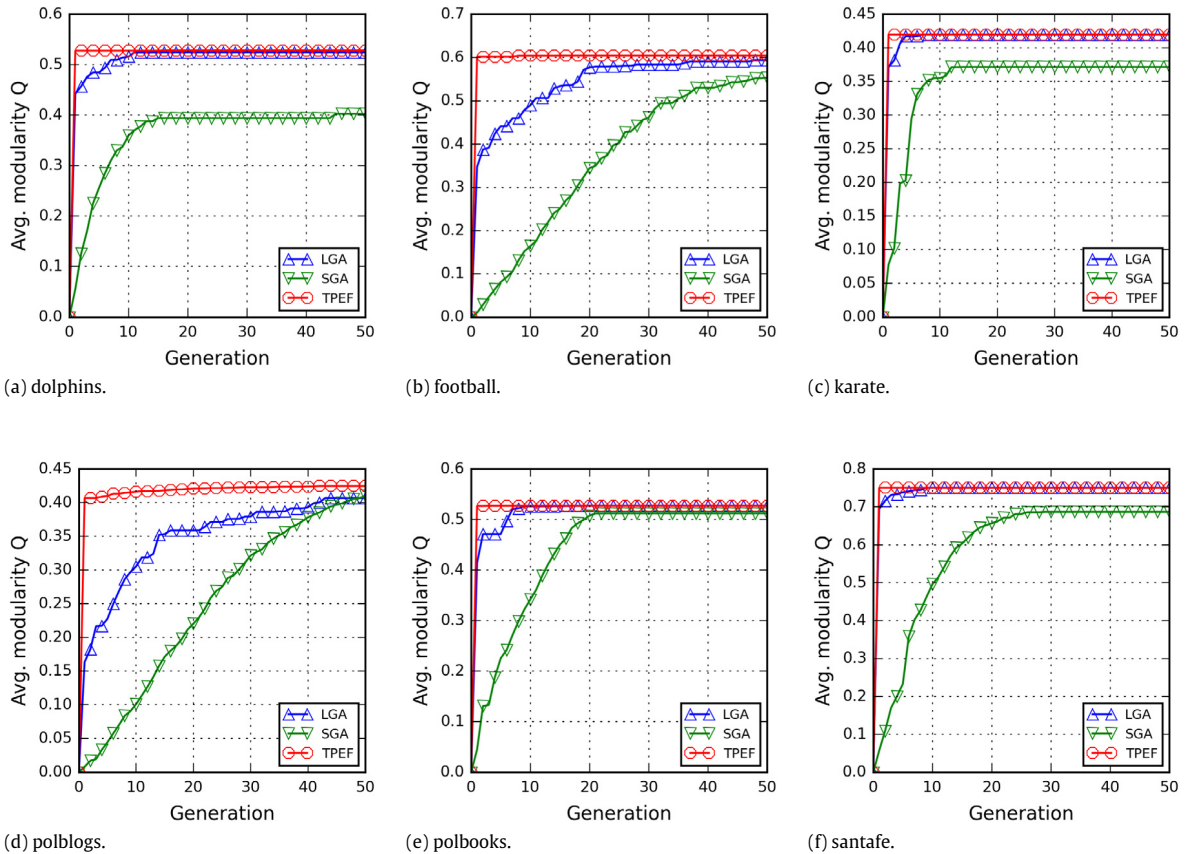 0.6
0.5
0.4
0.3
0.2
0.1
0.0
Avg. modularity Q
LGA
SGA
TPEF
0 10 20 30 40 50
Generation
(a) dolphins.
0.7
0.6
0.5
0.4
0.3
0.2
0.1
0.0
Avg. modularity Q
LGA
SGA
TPEF
0 10 20 30 40 50
Generation
(b) football.
0.45
0.40
0.35
0.30
0.25
0.20
0.15
0.10
0.05
0.00
Avg. modularity Q
LGA
SGA
TPEF
0 10 20 30 40 50
Generation
(c) karate.
0.45
0.40
0.35
0.30
0.25
0.20
0.15
0.10
0.05
0.00
Avg. modularity Q
LGA
SGA
TPEF
0 10 20 30 40 50
Generation
(d) polblogs.
0.6
0.5
0.4
0.3
0.2
0.1
0.0
Avg. modularity Q
LGA
SGA
TPEF
0 10 20 30 40 50
Generation
(e) polbooks.
0.8
0.7
0.6
0.5
0.4
0.3
0.2
0.1
0.0
Avg. modularity Q
LGA
SGA
TPEF
0 10 20 30 40 50
Generation
(f) santafe.